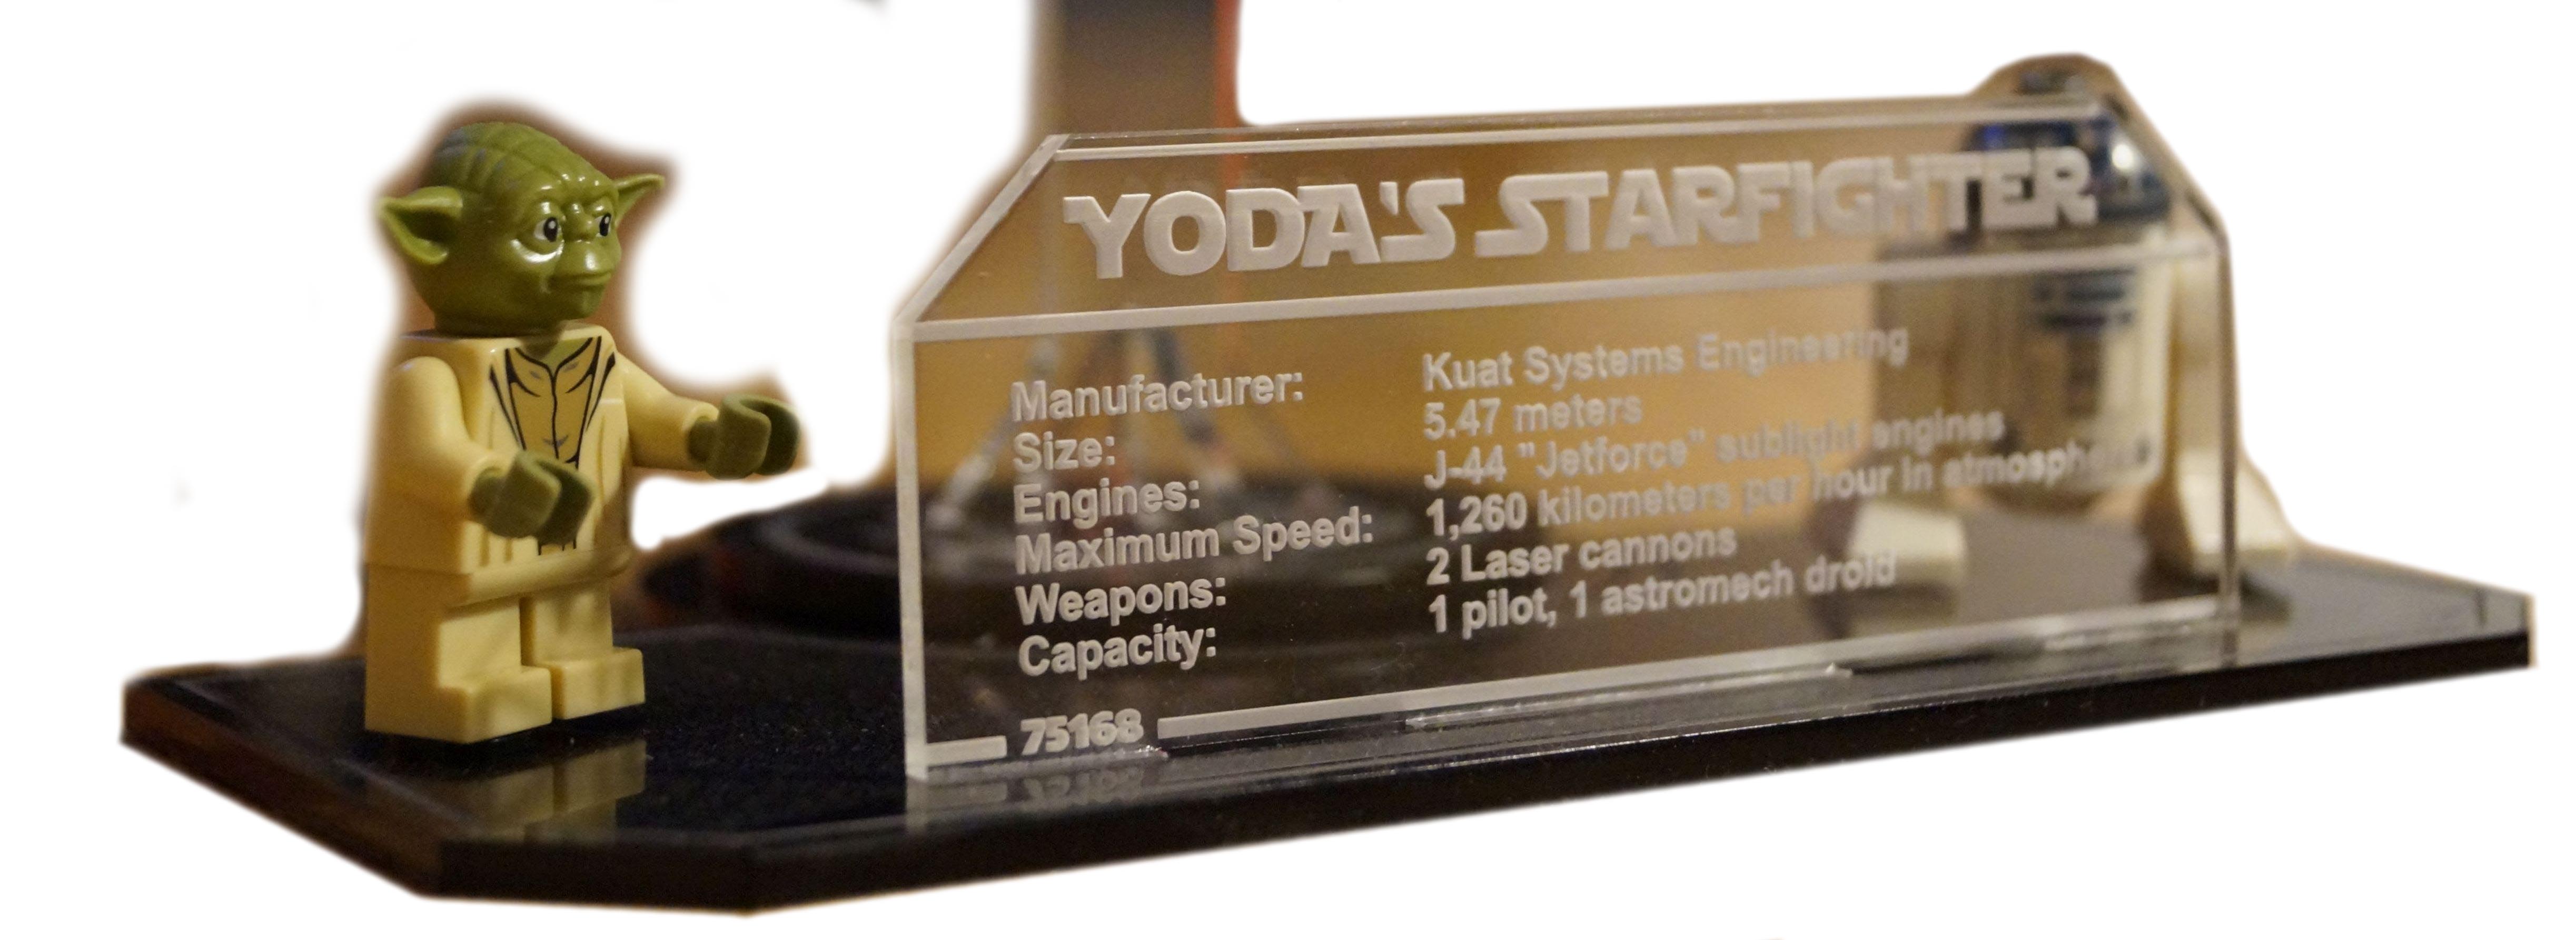 YODA'S STARFIGHTER
Manufacturer: Kuat Systems Engineering
Size: 5.47 meters
Engines: J-44 "Jetforce" sublight engines
Maximum Speed: 1,260 kilometers per hour in
Weapons: 2 Laser cannons
Capacity: 1 pilot, 1 astromech droid
75168